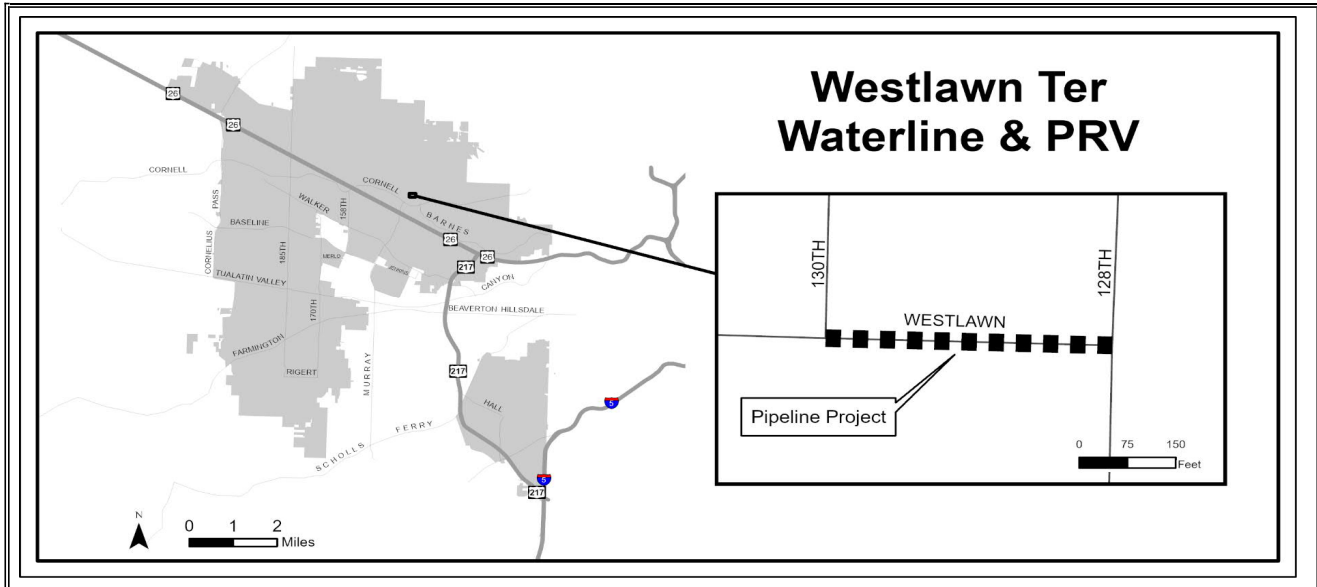 Westlawn Ter
Waterline & PRV
26
26
CORNELL
CORNELL
PASS
WALKER
158TH
BARNES
BASELINE
26
185TH
MERLO
26
217
CORNELIUS
JENKINS
CANYON
TUALATIN VALLEY
170TH
BEAVERTON HILLSDALE
FARMINGTON
RIGERT
MURRAY
217
HALL
5
SCHOLLS FERRY
5
217
N
0 1 2
Miles
130TH
128TH
WESTLAWN
Pipeline Project
0 75 150
Feet